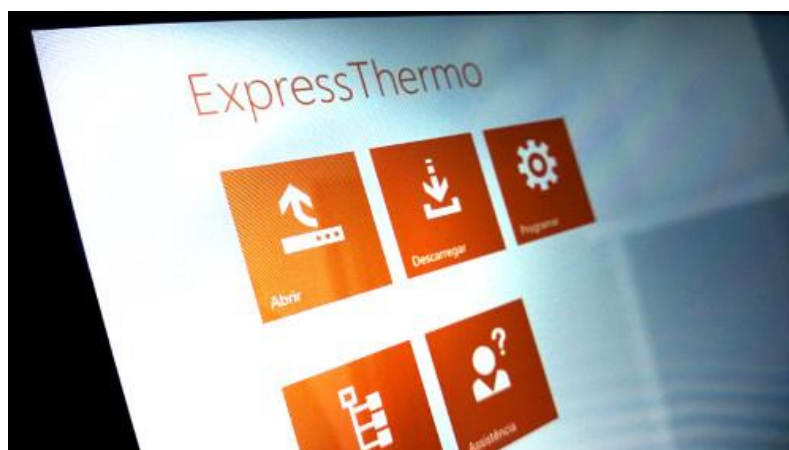 ExpressThermo
Abrir
Descarregar
Programar
Assistência